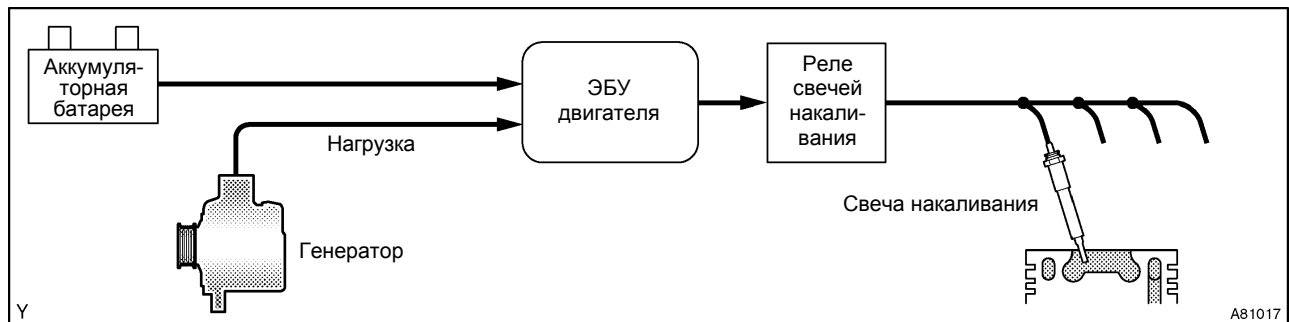 Аккумуля-
торная
батарея
ЭБУ
двигателя
Реле
свечей
накали-
вания
Нагрузка
Свеча накаливания
Генератор
Y
A81017